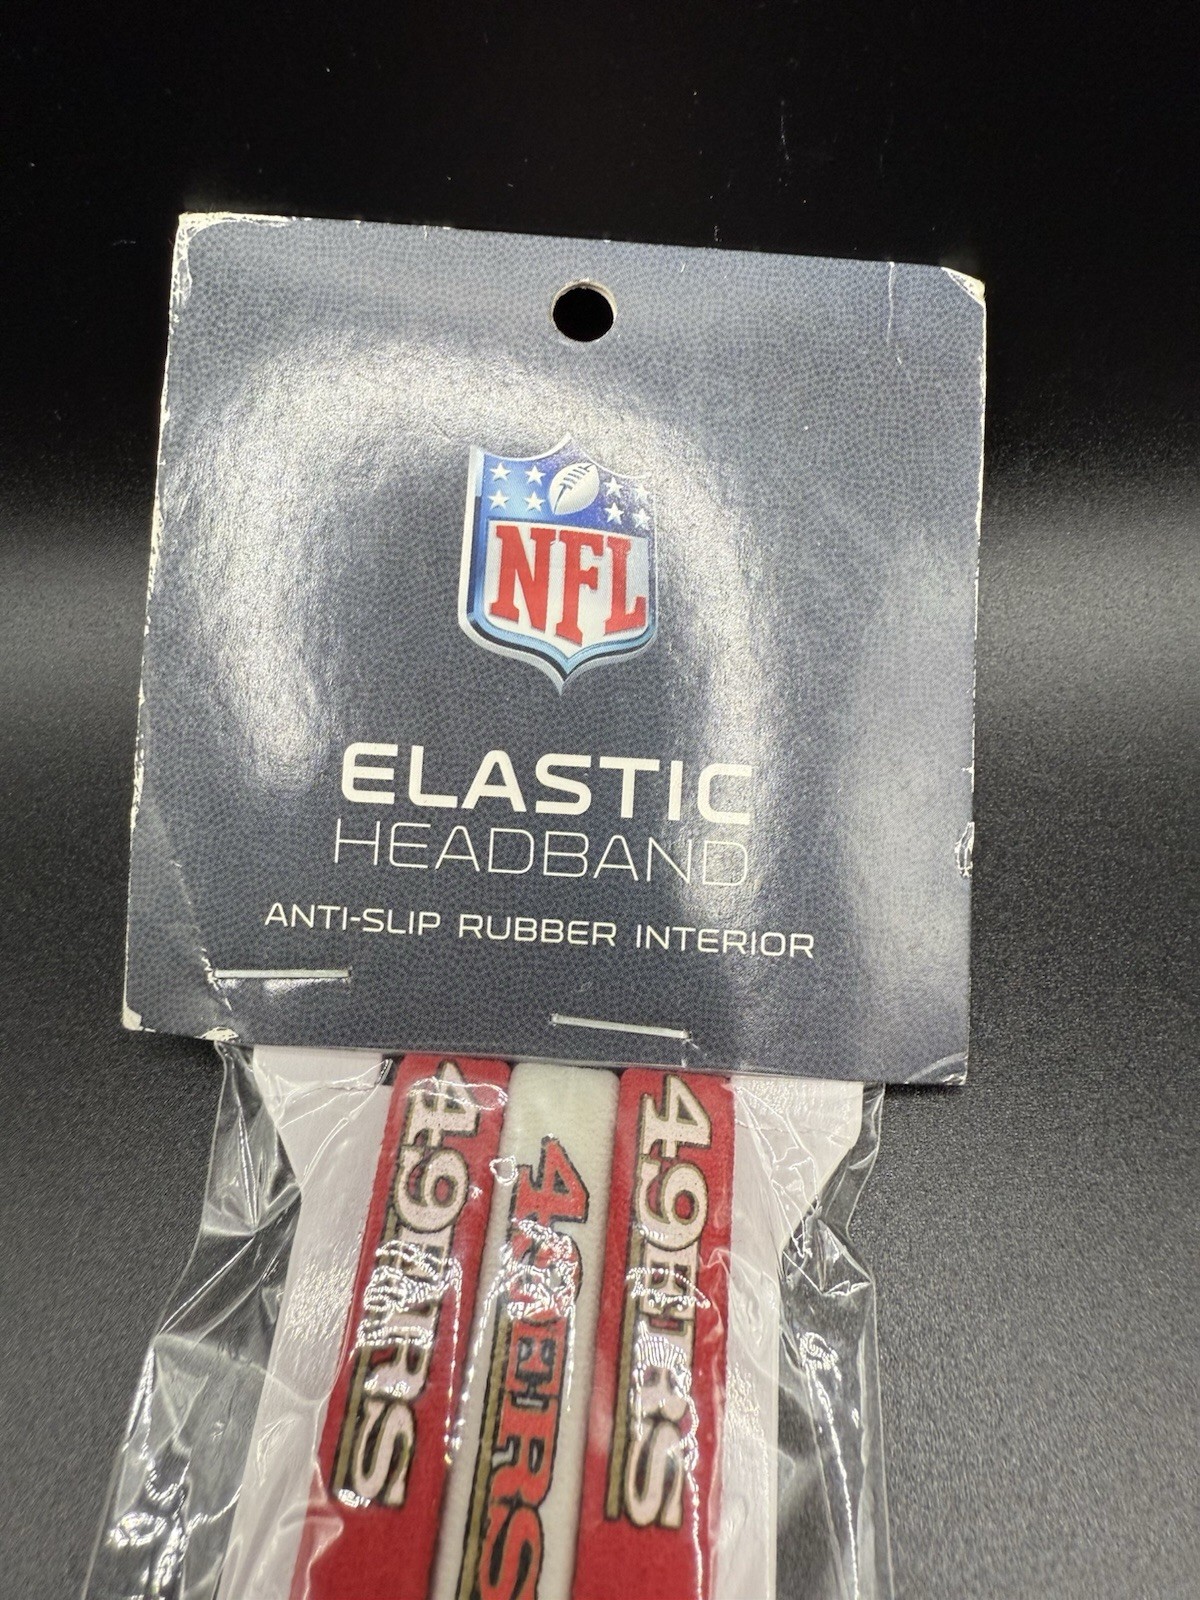 NFL
ELASTIC
HEADBAND
ANTI-SLIP RUBBER INTERIOR
49ERS
49ERS
49ERS